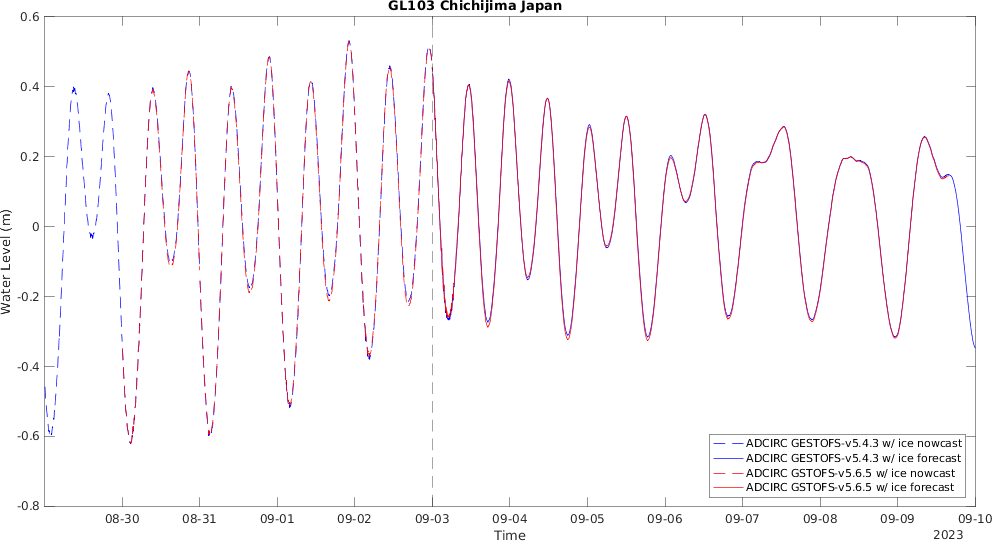 GL103 Chichijima Japan
0.6
0.4
0.2
0
-0.2
-0.4
-0.6
-0.8
Water Level (m)
ADCIRC GESTOFS-v5.4.3 w/ ice nowcast
ADCIRC GESTOFS-v5.4.3 w/ ice forecast
ADCIRC GSTOFS-v5.6.5 w/ ice nowcast
ADCIRC GSTOFS-v5.6.5 w/ ice forecast
08-30 08-31 09-01 09-02 09-03 09-04 09-05 09-06 09-07 09-08 09-09 09-10
Time
2023